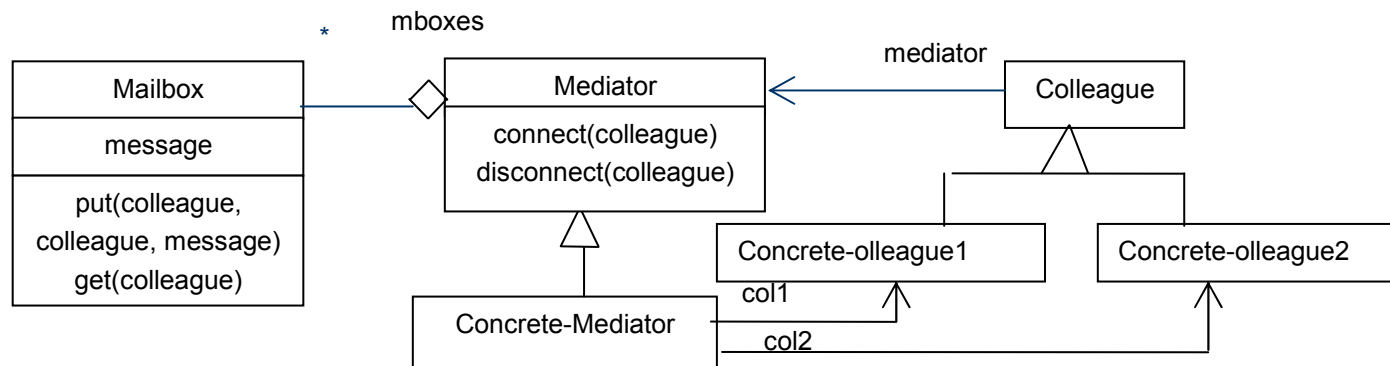 *
mboxes
mediator
Mailbox
message
put(colleague,
colleague, message)
get(colleague)
Mediator
connect(colleague)
disconnect(colleague)
Colleague
Concrete-olleague1
Concrete-olleague2
Concrete-Mediator
col1
col2